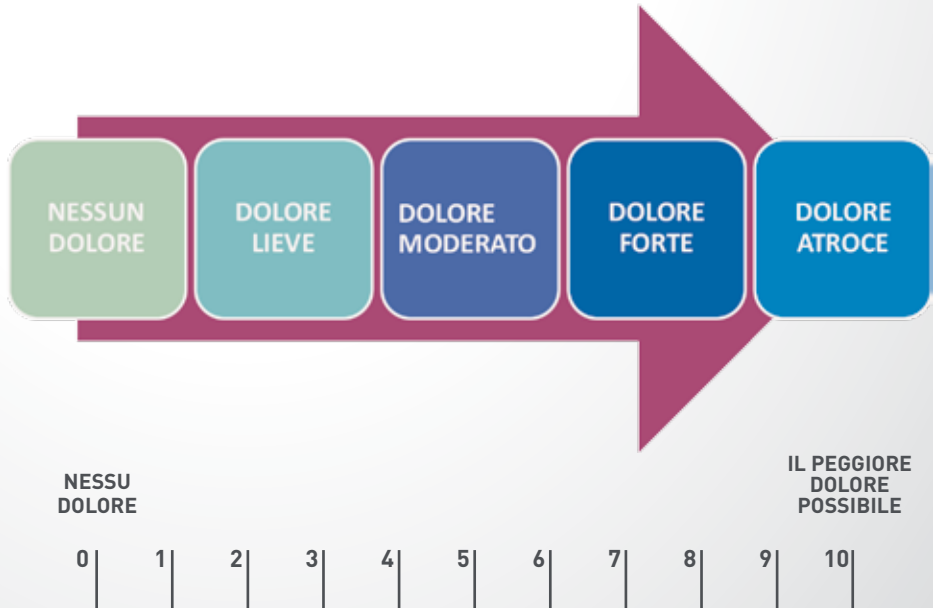 NESSUN
DOLORE
DOLORE
LIEVE
DOLORE
MODERATO
DOLORE
FORTE
DOLORE
ATROCE
NESSU
DOLORE
IL PEGGIORE
DOLORE
POSSIBILE
0 1 2 3 4 5 6 7 8 9 10